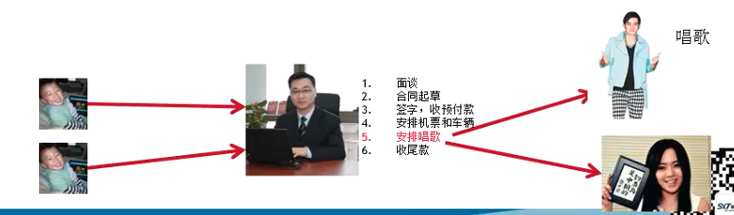 唱歌
1. 面谈
2. 合同起草
3. 签字，收预付款
4. 安排机票和车辆
5. 安排唱歌
6. 收尾款
SXT